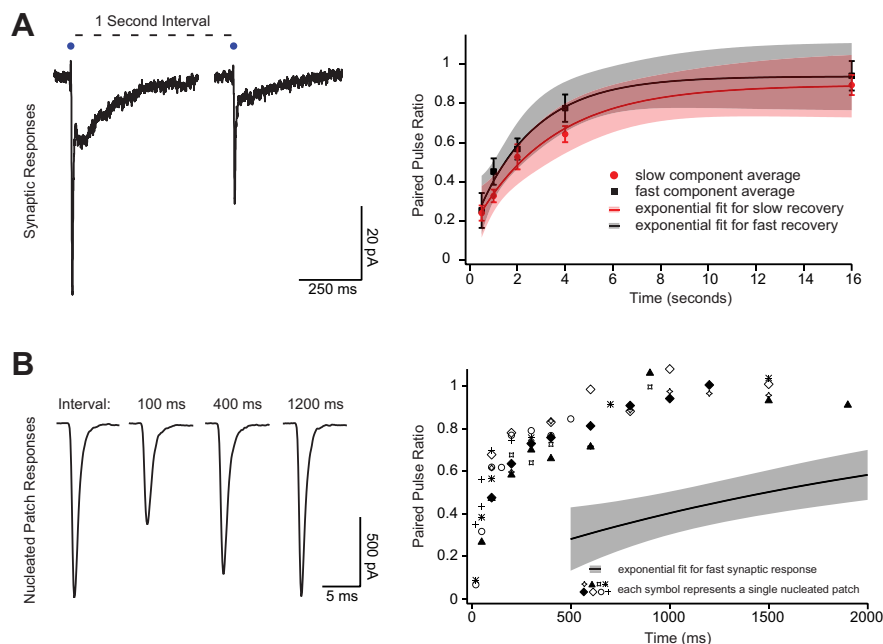 A
1 Second Interval
Synaptic Responses
20 pA
250 ms
Paired Pulse Ratio
1
0.8
0.6
0.4
0.2
0
slow component average
fast component average
exponential fit for slow recovery
exponential fit for fast recovery
0 2 4 6 8 10 12 14 16
Time (seconds)
B
Interval: 100 ms 400 ms 1200 ms
Nucleated Patch Responses
500 pA
5 ms
Paired Pulse Ratio
1
0.8
0.6
0.4
0.2
0
exponential fit for fast synaptic response
each symbol represents a single nucleated patch
0 500 1000 1500 2000
Time (ms)